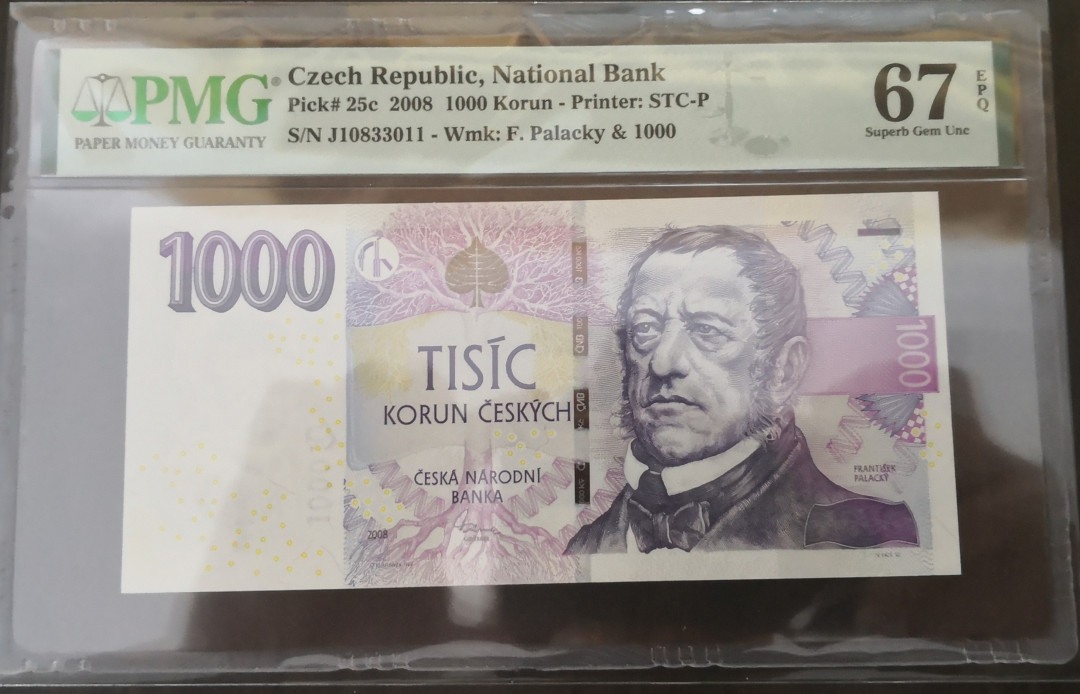 PMG®
PAPER MONEY GUARANTY
Czech Republic, National Bank
Pick# 25c 2008 1000 Korun - Printer: STC-P
S/N J10833011 - Wmk: F. Palacky & 1000
67
EPQ
Superb Gem Unc
1000
TISÍC
KORUN ČESKÝCH
ČESKÁ NÁRODNÍ
BANKA
2008
1000
FRANTIŠEK
PALACKÝ